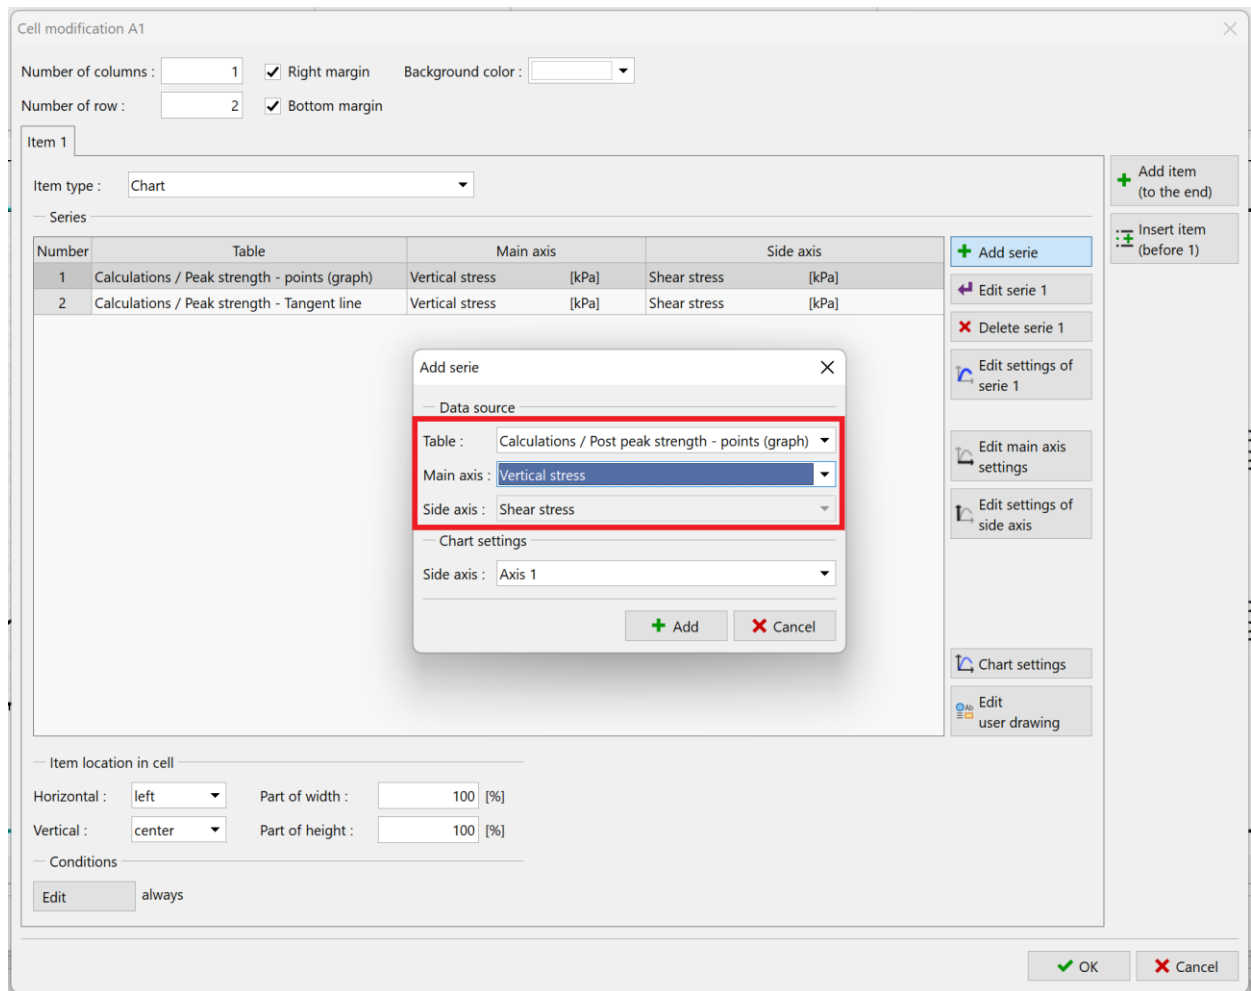 Cell modification A1
Number of columns : 1 Right margin Background color :
Number of row : 2 Bottom margin
Item 1
Item type : Chart
Series
Number Table Main axis Side axis
1 Calculations / Peak strength - points (graph) Vertical stress [kPa] Shear stress [kPa]
2 Calculations / Peak strength - Tangent line Vertical stress [kPa] Shear stress [kPa]
Add serie
Edit serie 1
Delete serie 1
Edit settings of
serie 1
Edit main axis
settings
Edit settings of
side axis
Chart settings
Edit
user drawing
Add item
(to the end)
Insert item
(before 1)
Add serie
Data source
Table : Calculations / Post peak strength - points (graph)
Main axis : Vertical stress
Side axis : Shear stress
Chart settings
Side axis : Axis 1
Add Cancel
Item location in cell
Horizontal : left Part of width : 100 [%]
Vertical : center Part of height : 100 [%]
Conditions
Edit always
OK Cancel